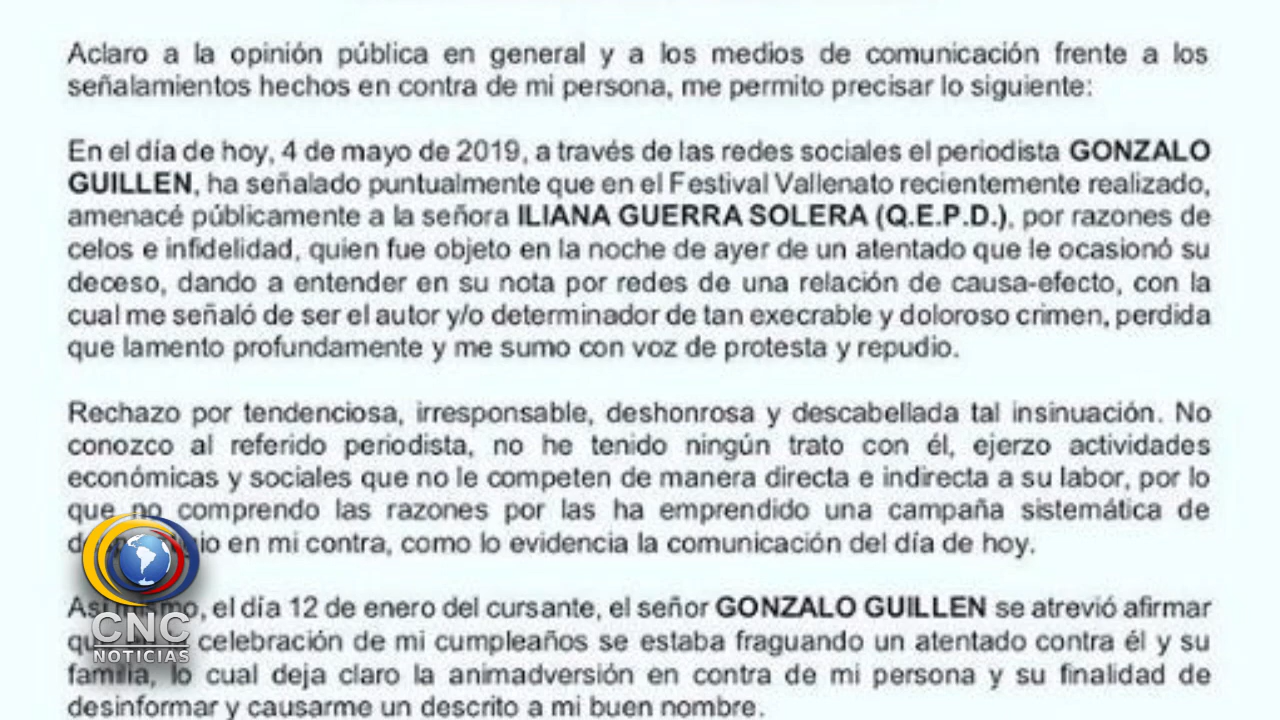 Aclaro a la opinión pública en general y a los medios de comunicación frente a los
señalamientos hechos en contra de mi persona, me permito precisar lo siguiente:
En el día de hoy, 4 de mayo de 2019, a través de las redes sociales el periodista GONZALO
GUILLEN, ha señalado puntualmente que en el Festival Vallenato recientemente realizado,
amenacé públicamente a la señora ILIANA GUERRA SOLERA (Q.E.P.D.), por razones de
celos e infidelidad, quien fue objeto en la noche de ayer de un atentado que le ocasionó su
deceso, dando a entender en su nota por redes de una relación de causa-efecto, con la
cual me señaló de ser el autor y/o determinador de tan execrable y doloroso crimen, perdida
que lamento profundamente y me sumo con voz de protesta y repudio.
Rechazo por tendenciosa, irresponsable, deshonrosa y descabellada tal insinuación. No
conozco al referido periodista, no he tenido ningún trato con él, ejerzo actividades
económicas y sociales que no le competen de manera directa e indirecta a su labor, por lo
que no comprendo las razones por las ha emprendido una campaña sistemática de
en mi contra, como lo evidencia la comunicación del día de hoy.
Así mismo, el día 12 de enero del cursante, el señor GONZALO GUILLEN se atrevió afirmar
celebración de mi cumpleaños se estaba fraguando un atentado contra él y su
familia, lo cual deja claro la animadversión en contra de mi persona y su finalidad de
desinformar y causarme un descrito a mi buen nombre.
CNC
NOTICIAS